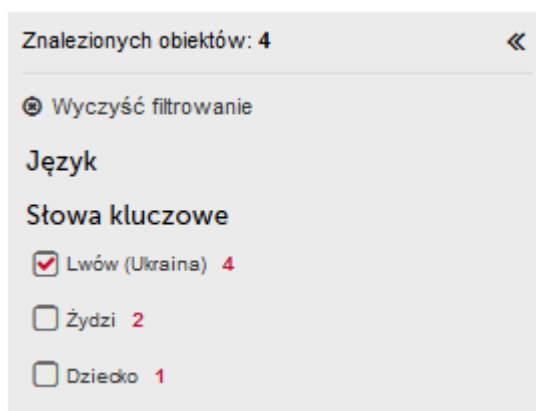 Znalezionych obiektów: 4
Wyczyść filtrowanie
Język
Słowa kluczowe
Lwów (Ukraina) 4
Żydzi 2
Dziecko 1